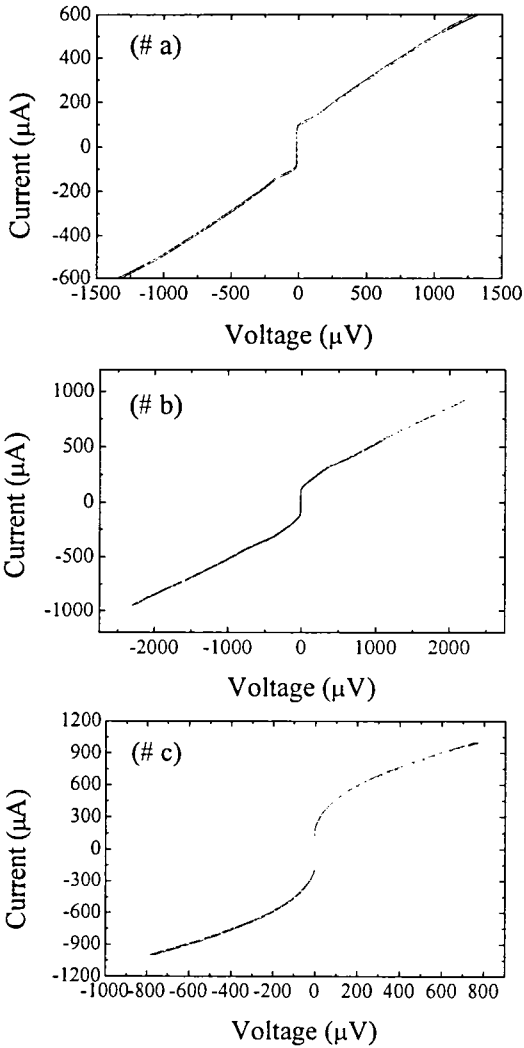 600
(# a)
400
200
0
-200
-400
-600
Current (μA)
-1500 -1000 -500 0 500 1000 1500
Voltage (μV)
1000
(# b)
500
0
-500
-1000
Current (μA)
-2000 -1000 0 1000 2000
Voltage (μV)
1200
(# c)
900
600
300
0
-300
-600
-900
-1200
Current (μA)
-1000 -800 -600 -400 -200 0 200 400 600 800
Voltage (μV)